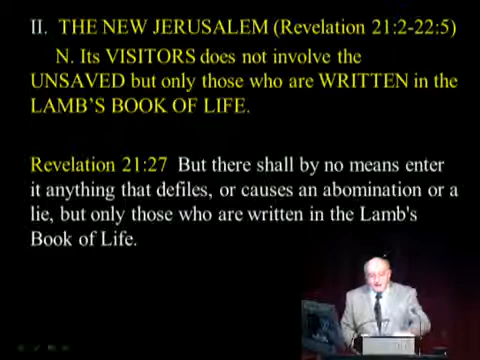 II. THE NEW JERUSALEM (Revelation 21:2-22:5)
N. Its VISITORS does not involve the
UNSAVED but only those who are WRITTEN in the
LAMB'S BOOK OF LIFE.
Revelation 21:27 But there shall by no means enter
it anything that defiles, or causes an abomination or a
lie, but only those who are written in the Lamb's
Book of Life.